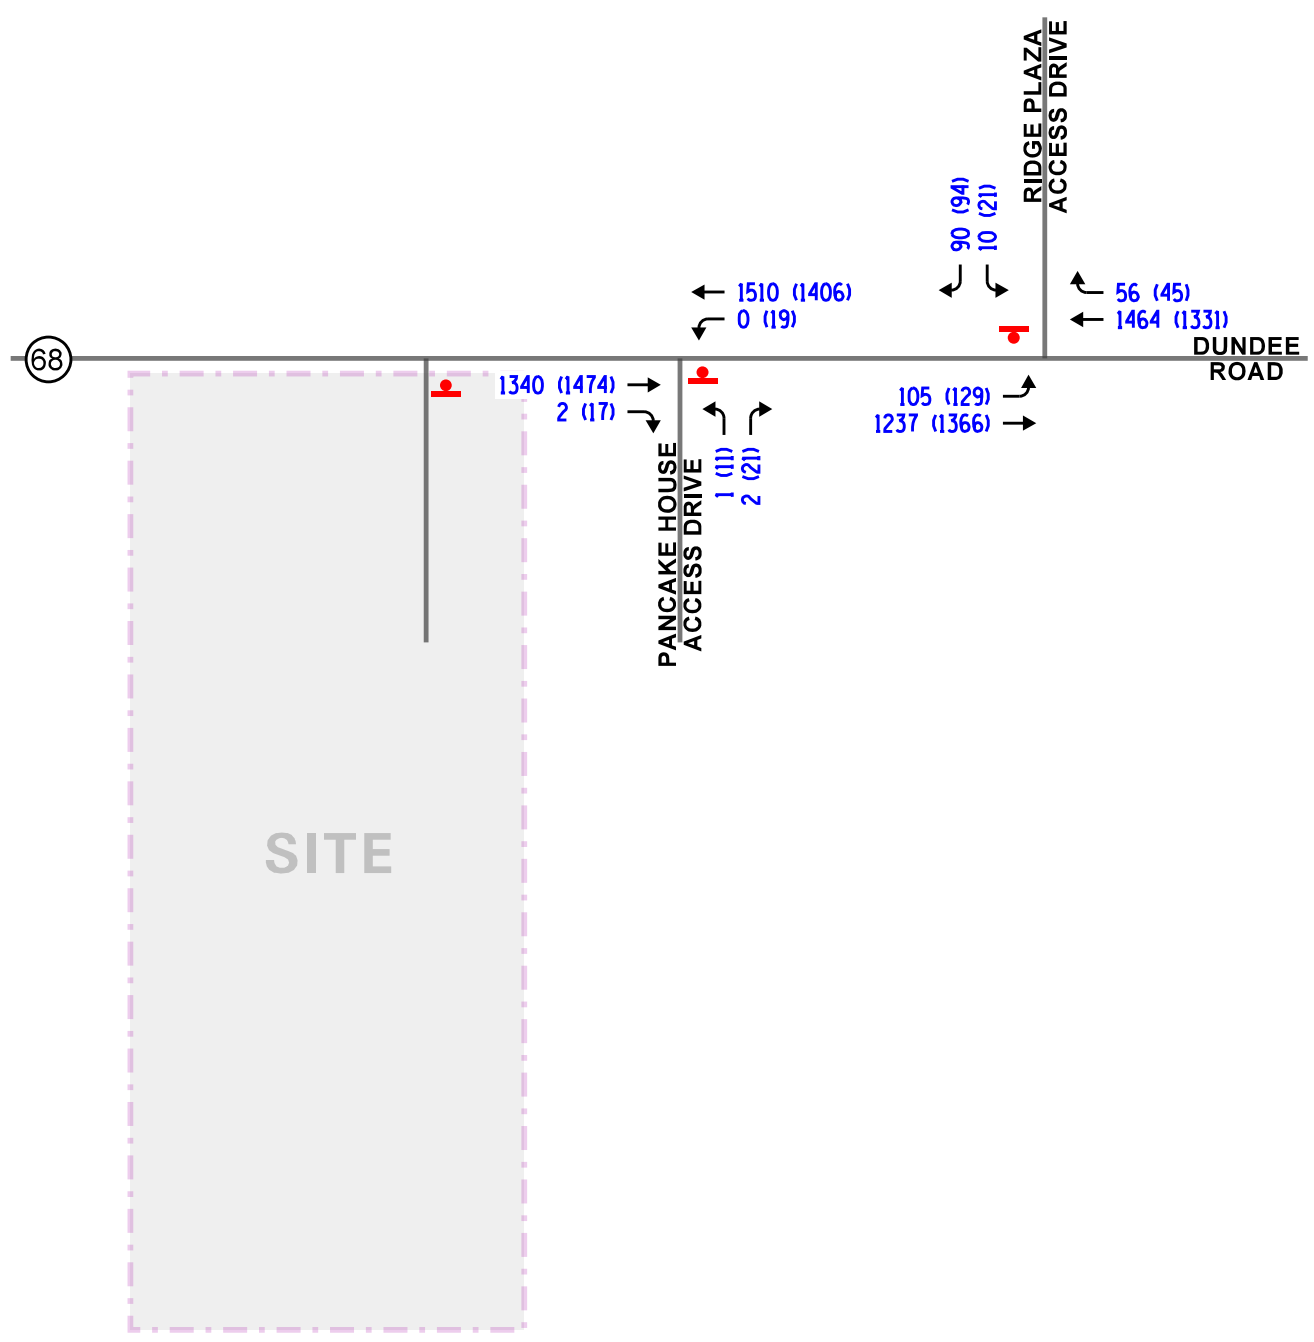 RIDGE PLAZA
ACCESS DRIVE
90 (94)
10 (21)
1510 (1406)
0 (19)
56 (45)
1464 (1331)
68
DUNDEE
ROAD
1340 (1474)
2 (17)
105 (129)
1237 (1366)
1 (11)
2 (21)
PANCAKE HOUSE
ACCESS DRIVE
SITE